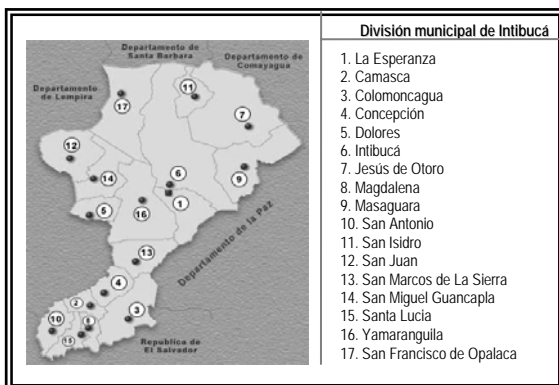 División municipal de Intibucá
1. La Esperanza
2. Camasca
3. Colomoncagua
4. Concepción
5. Dolores
6. Intibucá
7. Jesús de Otoro
8. Magdalena
9. Masaguara
10. San Antonio
11. San Isidro
12. San Juan
13. San Marcos de La Sierra
14. San Miguel Guancapla
15. Santa Lucia
16. Yamaranguila
17. San Francisco de Opalaca
Departamento de
Santa Barbara
Departamento de
Comayagua
Departamento
de Lempira
11
17
7
12
14
6
9
5
16
1
Departamento de la Paz
13
4
2
3
10
8
15
Republica de
El Salvador